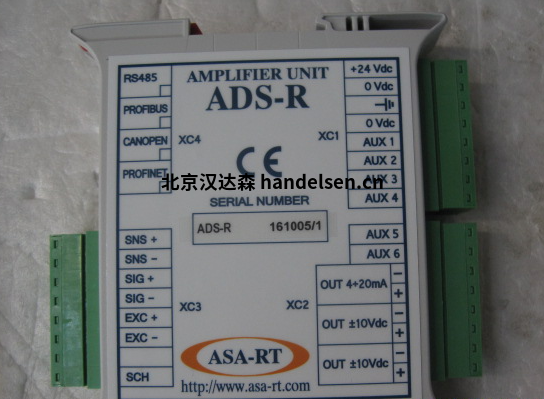 RS485
PROFIBUS
CANOPEN
PROFINET
AMPLIFIER UNIT
ADS-R
XC4
XC1
CE
北京汉达森 handelsen.cn
SERIAL NUMBER
ADS-R 161005/1
+24 Vdc
0 Vdc
0 Vdc
AUX 1
AUX 2
AUX 3
AUX 4
AUX 5
AUX 6
SNS +
SNS -
SIG +
SIG -
EXC +
EXC -
SCH
XC3
XC2
OUT 4÷20mA - +
OUT ±10Vdc - +
OUT ±10Vdc - +
ASA-RT
http://www.asa-rt.com